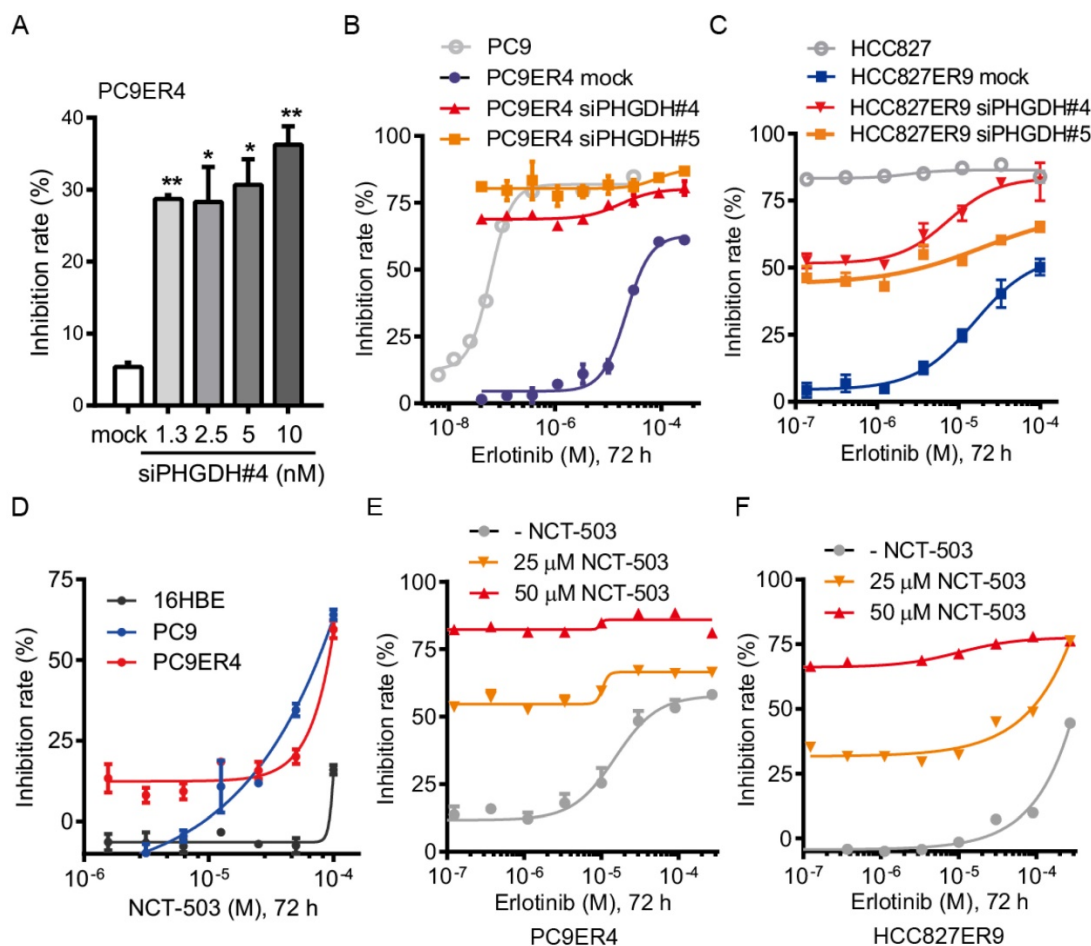 A
PC9ER4
Inhibition rate (%)
40
30
20
10
0
**
*
*
**
mock 1.3 2.5 5 10
siPHGDH#4 (nM)
B
PC9
PC9ER4 mock
PC9ER4 siPHGDH#4
PC9ER4 siPHGDH#5
Inhibition rate (%)
100
75
50
25
0
10-8 10-6 10-4
Erlotinib (M), 72 h
C
HCC827
HCC827ER9 mock
HCC827ER9 siPHGDH#4
HCC827ER9 siPHGDH#5
Inhibition rate (%)
100
75
50
25
0
10-7 10-6 10-5 10-4
Erlotinib (M), 72 h
D
16HBE
PC9
PC9ER4
Inhibition rate (%)
75
50
25
0
10-6 10-5 10-4
NCT-503 (M), 72 h
E
- NCT-503
25 μM NCT-503
50 μM NCT-503
Inhibition rate (%)
100
75
50
25
0
10-7 10-6 10-5 10-4
Erlotinib (M), 72 h
PC9ER4
F
- NCT-503
25 μM NCT-503
50 μM NCT-503
Inhibition rate (%)
100
75
50
25
0
10-7 10-6 10-5 10-4
Erlotinib (M), 72 h
HCC827ER9